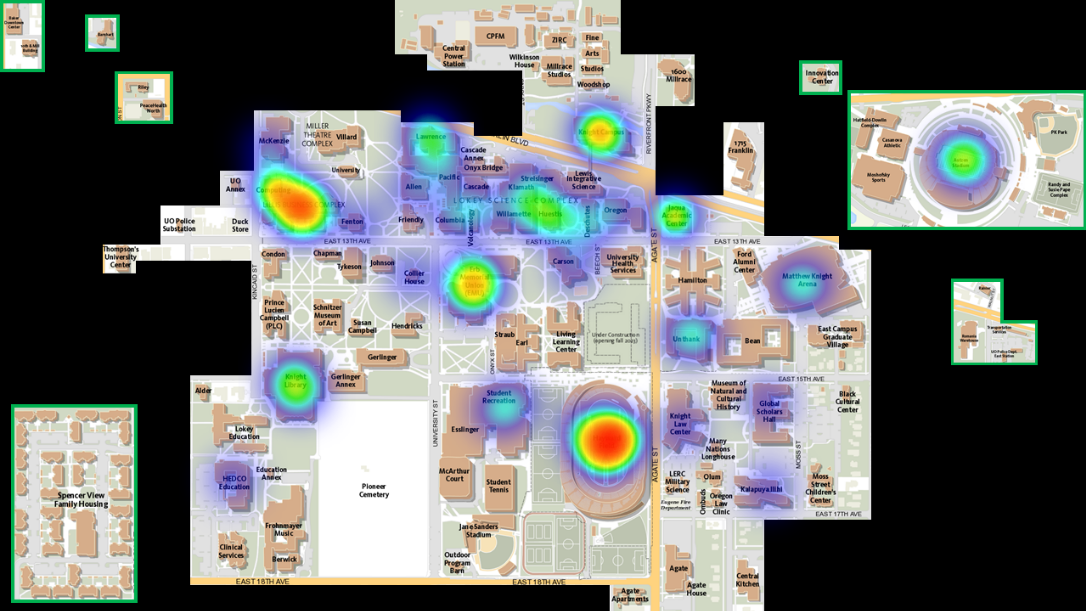 CPFM
ZIRC
Fine
Arts
Studios
Central
Power
Station
Wilkinson
House
Millrace
Studios
Woodshop
1600
Millrace
Innovation
Center
Riley
PeaceHealth
North
RIVERFRONT PKWY
McKenzie
MILLER
THEATRE
COMPLEX
Villard
Lawrence
Knight Campus
1715
Franklin
Cascade
Annex
Onyx Bridge
University
Pacific
Allen
Cascade
Streisinger
Klamath
Lewis
Integrative
Science
UO
Annex
LOKEY SCIENCE COMPLEX
UO Police
Substation
Duck
Store
Fenton
Friendly
Columbia
Volcanology
Willamette
Huestis
Deschutes
Oregon
Jaqua
Academic
Center
EAST 13TH AVE
EAST 13TH AVE
EAST 13TH AVE
Thompson's
University
Center
KINCAID ST
Condon
Chapman
Tykeson
Johnson
Collier
House
Carson
BEECH ST
University
Health
Services
AGATE ST
Hamilton
Ford
Alumni
Center
Matthew Knight
Arena
Prince
Lucien
Campbell
(PLC)
Schnitzer
Museum
of Art
Susan
Campbell
Hendricks
Straub
Earl
Living
Learning
Center
Under Construction
(opening fall 2023)
Unthank
Bean
East Campus
Graduate
Village
Gerlinger
Knight
Library
Gerlinger
Annex
ONYX ST
EAST 15TH AVE
Alder
Lokey
Education
UNIVERSITY ST
Student
Recreation
Esslinger
Museum of
Natural and
Cultural
History
Knight
Law
Center
Global
Scholars
Hall
Black
Cultural
Center
HEDCO
Education
Education
Annex
Pioneer
Cemetery
McArthur
Court
Student
Tennis
AGATE ST
Many
Nations
Longhouse
MOSS ST
LERC
Military
Science
Olum
Ombuds
Oregon
Law
Clinic
Kalapuya Ilihi
Moss
Street
Children's
Center
Eugene Fire
Department
EAST 17TH AVE
Frohnmayer
Music
Clinical
Services
Berwick
Jane Sanders
Stadium
Outdoor
Program
Barn
EAST 18TH AVE
EAST 18TH AVE
Agate
Agate
House
Central
Kitchen
Agate
Apartments
Spencer View
Family Housing
Hatfield-Dowlin
Complex
Casanova
Athletic
Moshofsky
Sports
Autzen
Stadium
PK Park